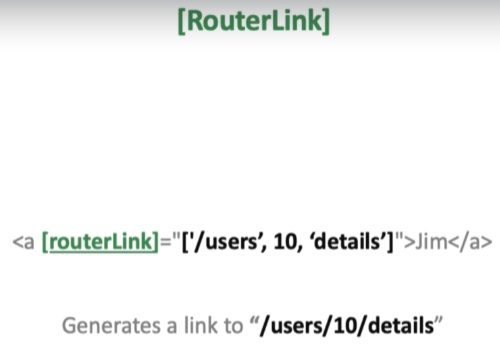 [RouterLink]
<a [routerLink]="['/users’, 10, ‘details’]">Jim</a>
Generates a link to “/users/10/details”